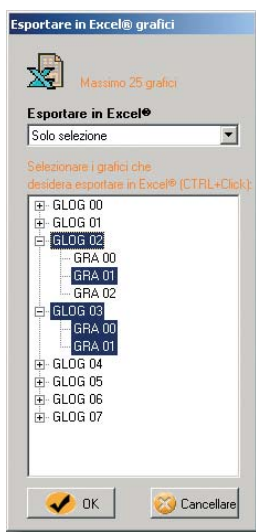 Esportare in Excel® grafici
Massimo 25 grafici
Esportare in Excel®
Solo selezione
Selezionare i grafici che
desidera esportare in Excel® (CTRL+Click):
GLOG 00
GLOG 01
GLOG 02
GRA 00
GRA 01
GRA 02
GLOG 03
GRA 00
GRA 01
GLOG 04
GLOG 05
GLOG 06
GLOG 07
OK
Cancellare